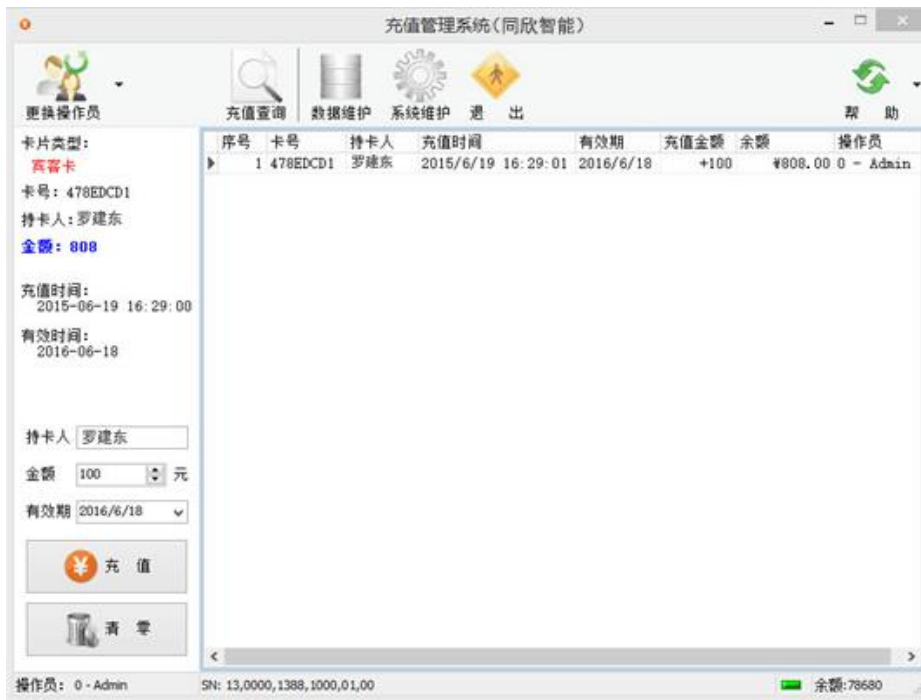 充值管理系统(同欣智能)
更换操作员
充值查询
数据维护
系统维护
退 出
帮 助
卡片类型:
宾客卡
卡号: 478EDCD1
持卡人:罗建东
金额: 808
充值时间:
2015-06-19 16:29:00
有效时间:
2016-06-18
持卡人 罗建东
金额 100 元
有效期 2016/6/18
充 值
清 零
序号 卡号 持卡人 充值时间 有效期 充值金额 余额 操作员
1 478EDCD1 罗建东 2015/6/19 16:29:01 2016/6/18 +100 ¥808.00 0 - Admin
操作员: 0 - Admin
SN: 13,0000,1388,1000,01,00
余额:78680